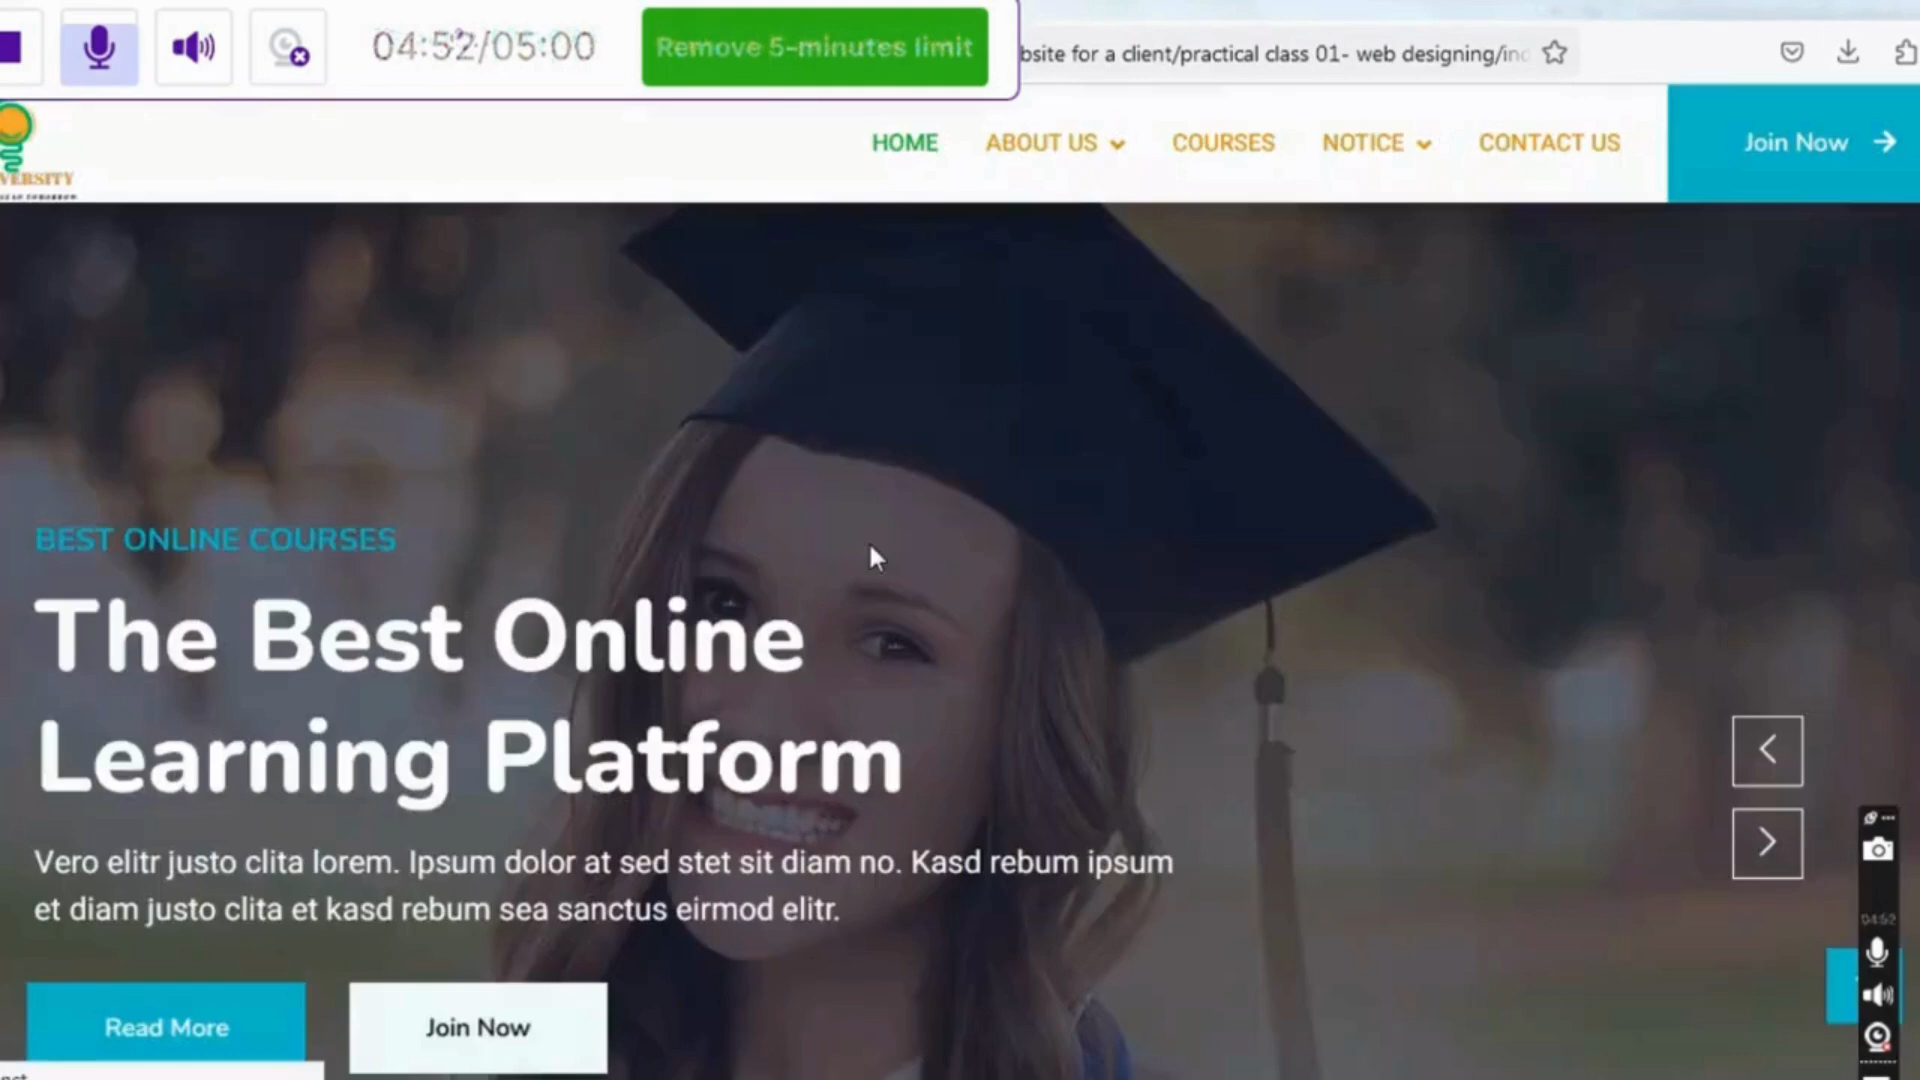 04:52/05:00
Remove 5-minutes limit
bsite for a client/practical class 01- web designing/in
VERSITY
HOME ABOUT US COURSES NOTICE CONTACT US
Join Now
BEST ONLINE COURSES
The Best Online
Learning Platform
Vero elitr justo clita lorem. Ipsum dolor at sed stet sit diam no. Kasd rebum ipsum
et diam justo clita et kasd rebum sea sanctus eirmod elitr.
Read More
Join Now
04:52